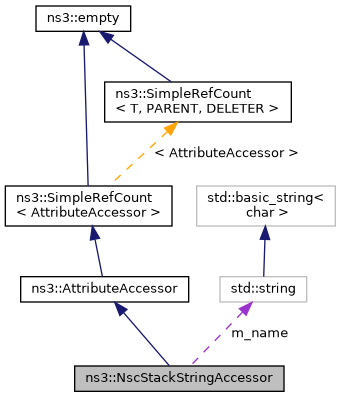 ns3::empty
ns3::SimpleRefCount
< T, PARENT, DELETER >
< AttributeAccessor >
ns3::SimpleRefCount
< AttributeAccessor >
std::basic_string<
char >
ns3::AttributeAccessor
std::string
m_name
ns3::NscStackStringAccessor